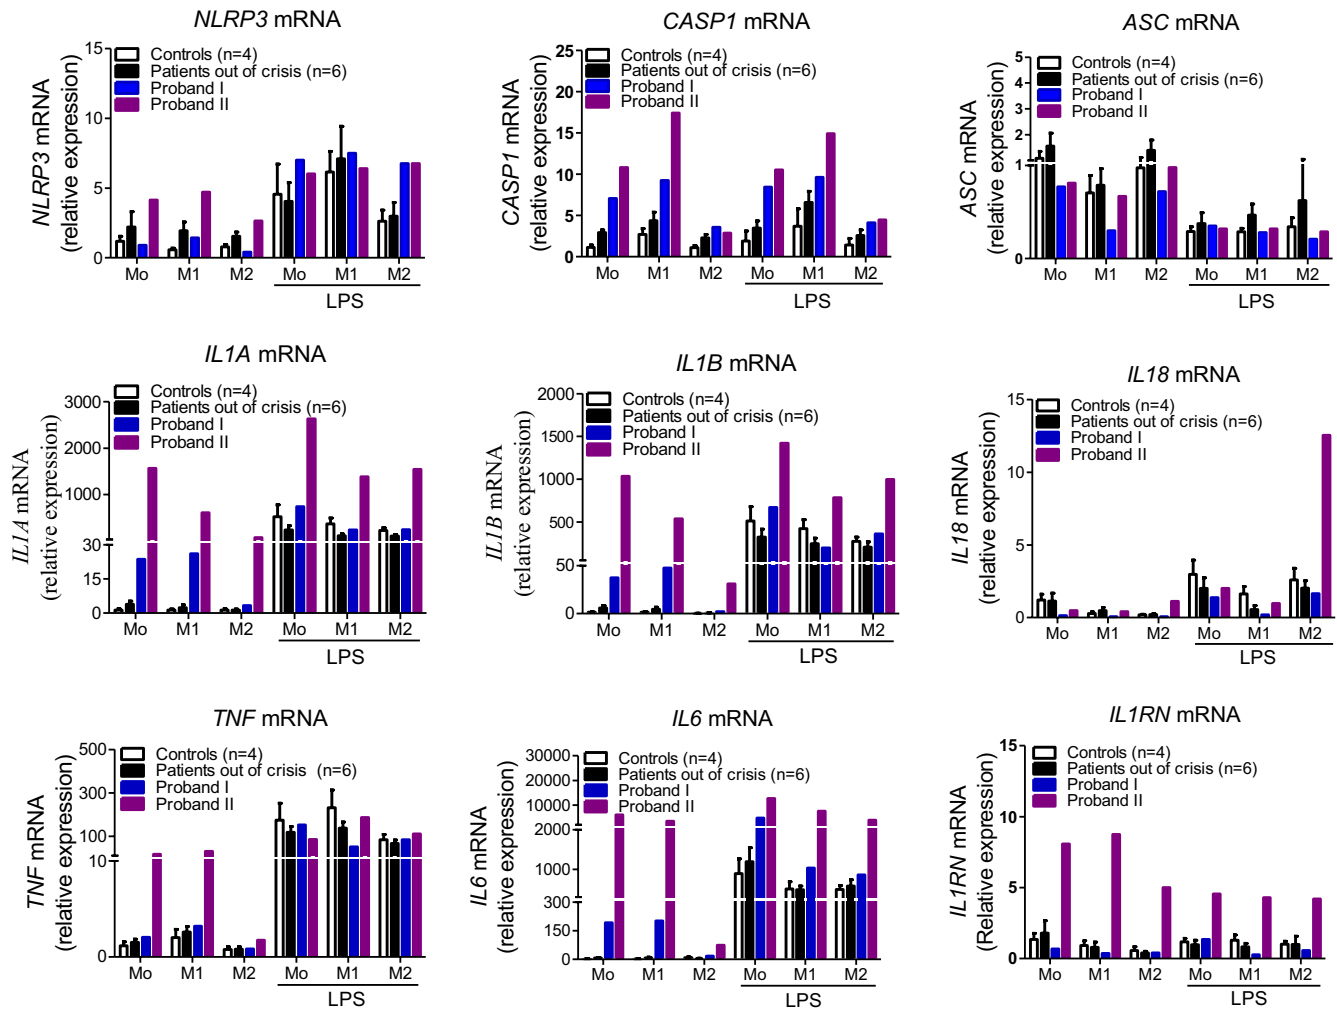 NLRP3 mRNA
NLRP3 mRNA
(relative expression)
15
10
5
0
Controls (n=4)
Patients out of crisis (n=6)
Proband I
Proband II
Mo M1 M2 Mo M1 M2
LPS
CASP1 mRNA
CASP1 mRNA
(relative expression)
25
20
15
10
5
0
Controls (n=4)
Patients out of crisis (n=6)
Proband I
Proband II
Mo M1 M2 Mo M1 M2
LPS
ASC mRNA
ASC mRNA
(relative expression)
5
4
3
2
1
0
Controls (n=4)
Patients out of crisis (n=6)
Proband I
Proband II
Mo M1 M2 Mo M1 M2
LPS
IL1A mRNA
IL1A mRNA
(relative expression)
3000
2000
1000
30
15
0
Controls (n=4)
Patients out of crisis (n=6)
Proband I
Proband II
Mo M1 M2 Mo M1 M2
LPS
IL1B mRNA
IL1B mRNA
(relative expression)
2000
1500
1000
500
50
0
Controls (n=4)
Patients out of crisis (n=6)
Proband I
Proband II
Mo M1 M2 Mo M1 M2
LPS
IL18 mRNA
IL18 mRNA
(relative expression)
15
10
5
0
Controls (n=4)
Patients out of crisis (n=6)
Proband I
Proband II
Mo M1 M2 Mo M1 M2
LPS
TNF mRNA
TNF mRNA
(relative expression)
500
300
100
10
0
Controls (n=4)
Patients out of crisis (n=6)
Proband I
Proband II
Mo M1 M2 Mo M1 M2
LPS
IL6 mRNA
IL6 mRNA
(relative expression)
30000
20000
10000
2000
1000
300
150
0
Controls (n=4)
Patients out of crisis (n=6)
Proband I
Proband II
Mo M1 M2 Mo M1 M2
LPS
IL1RN mRNA
IL1RN mRNA
(Relative expression)
15
10
5
0
Controls (n=4)
Patients out of crisis (n=6)
Proband I
Proband II
Mo M1 M2 Mo M1 M2
LPS